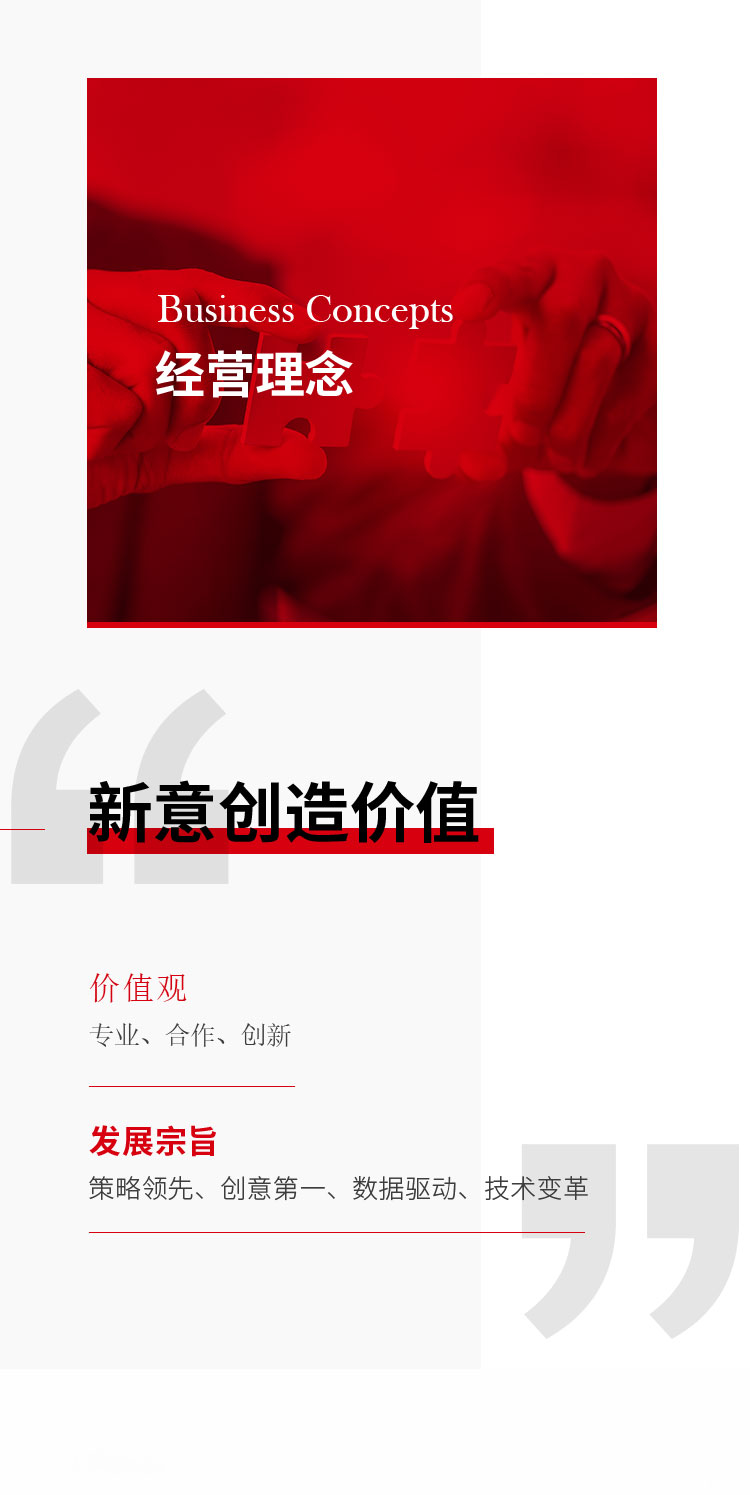 Business Concepts
经营理念
新意创造价值
价值观
专业、合作、创新
发展宗旨
策略领先、创意第一、数据驱动、技术变革